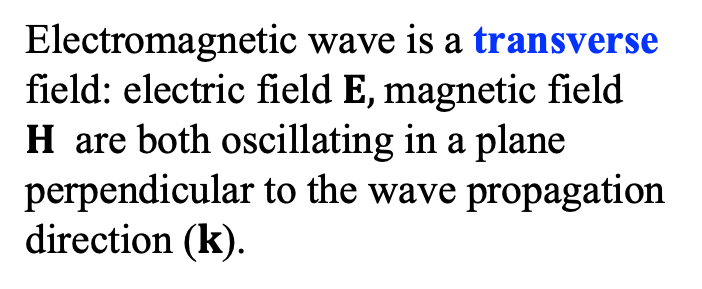 Electromagnetic wave is a transverse
field: electric field E, magnetic field
H are both oscillating in a plane
perpendicular to the wave propagation
direction (k).